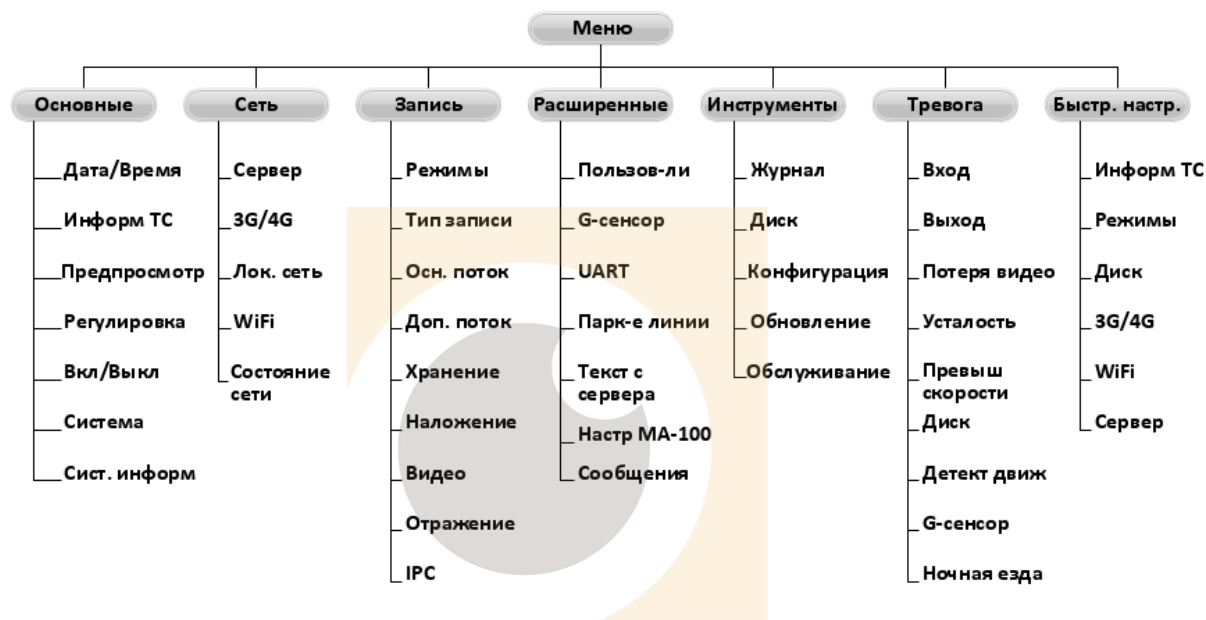 Меню
Основные
Дата/Время
Информ ТС
Предпросмотр
Регулировка
Вкл/Выкл
Система
Сист. информ
Сеть
Сервер
3G/4G
Лок. сеть
WiFi
Состояние
сети
Запись
Режимы
Тип записи
Осн. поток
Доп. поток
Хранение
Наложение
Видео
Отражение
IPC
Расширенные
Пользов-ли
G-сенсор
UART
Парк-е линии
Текст с
сервера
Настр МА-100
Сообщения
Инструменты
Журнал
Диск
Конфигурация
Обновление
Обслуживание
Тревога
Вход
Выход
Потеря видео
Усталость
Превыш
скорости
Диск
Детект движ
G-сенсор
Ночная езда
Быстр. настр.
Информ ТС
Режимы
Диск
3G/4G
WiFi
Сервер